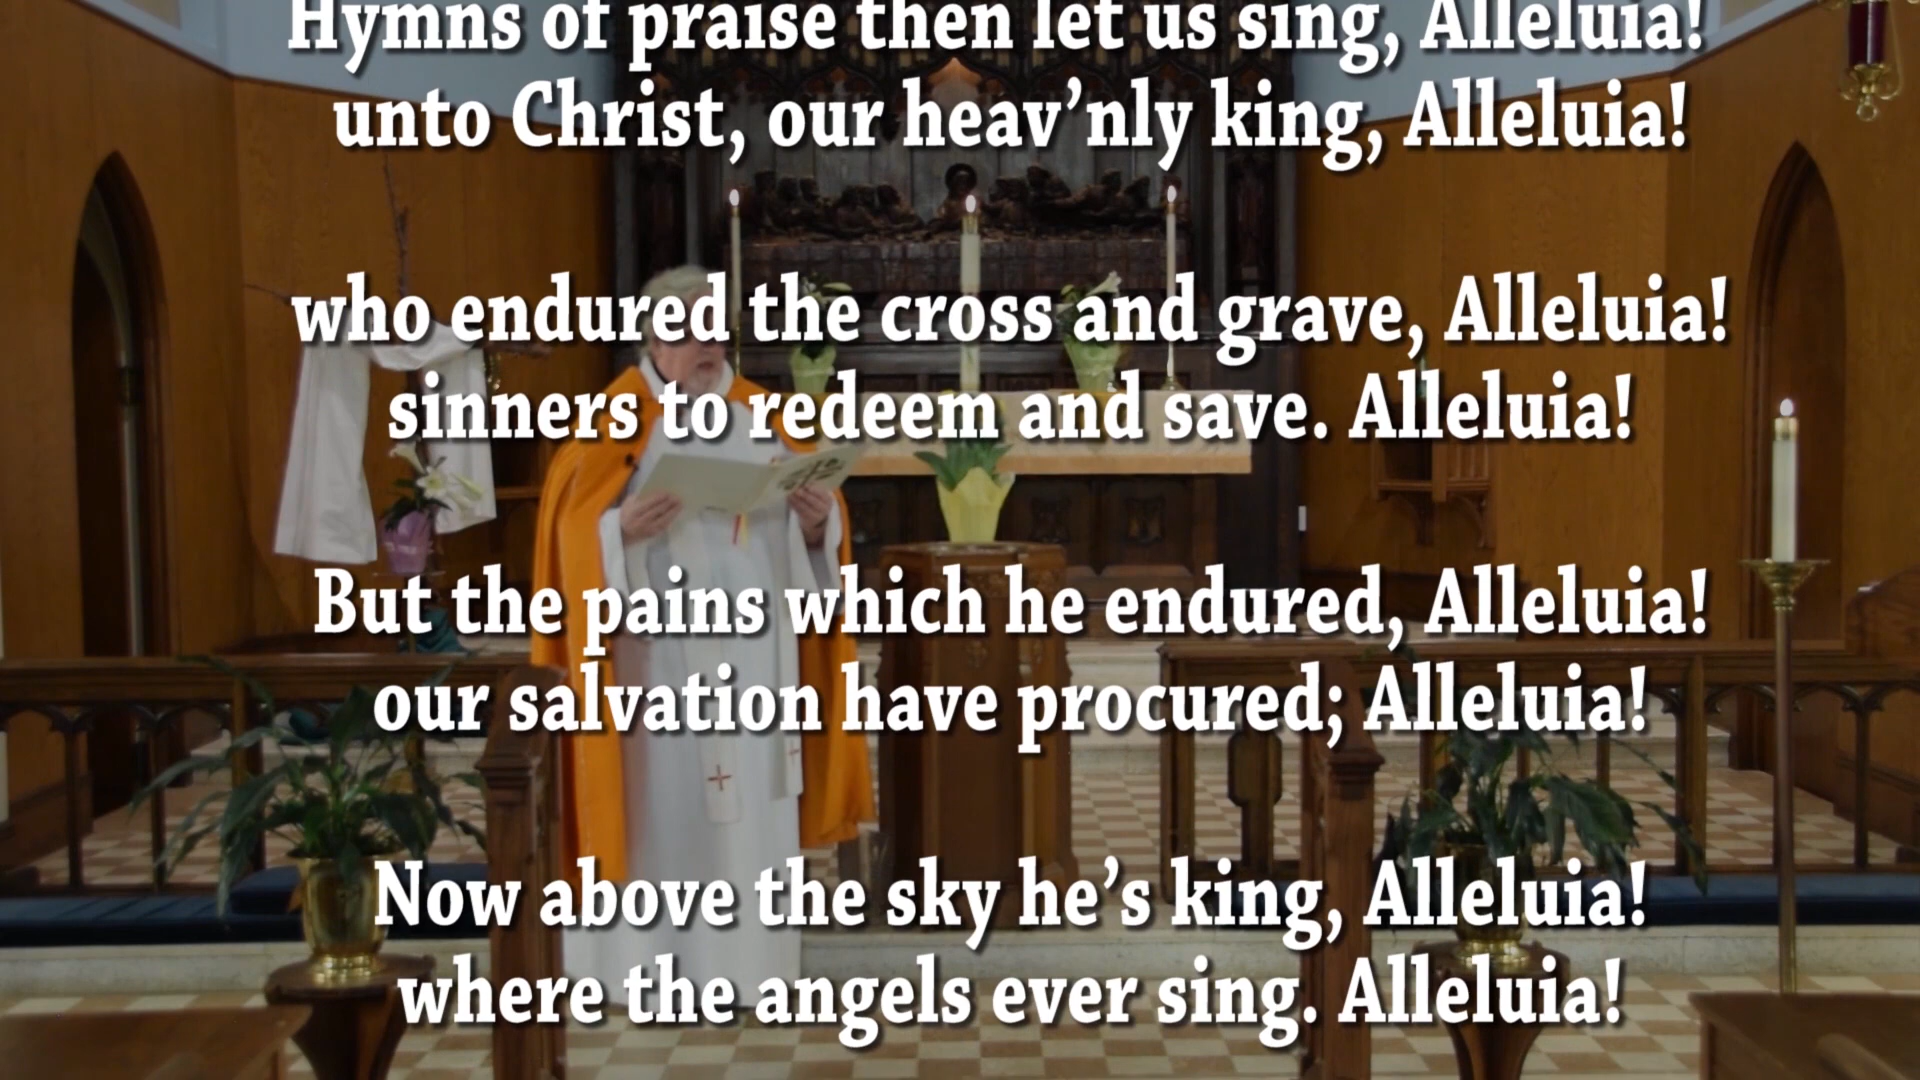 Hymns of praise then let us sing, Alleluia!
unto Christ, our heav’nly king, Alleluia!
who endured the cross and grave, Alleluia!
sinners to redeem and save. Alleluia!
But the pains which he endured, Alleluia!
our salvation have procured; Alleluia!
Now above the sky he’s king, Alleluia!
where the angels ever sing. Alleluia!